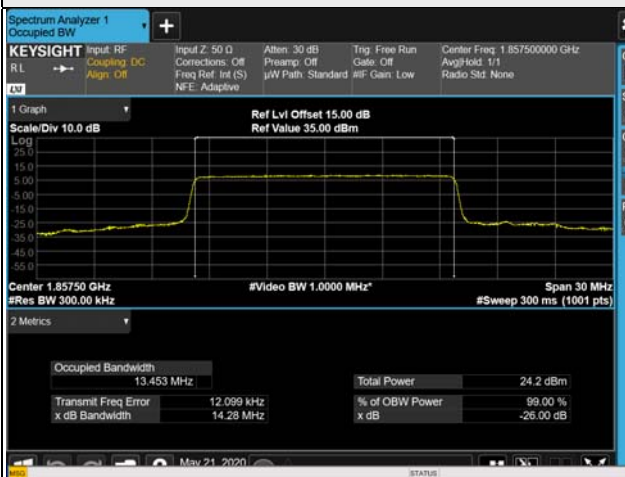 Spectrum Analyzer 1
Occupied BW
+
KEYSIGHT Input: RF Input Z: 50 Ω Atten: 30 dB Trig: Free Run Center Freq: 1.857500000 GHz
RL Coupling: DC Corrections: Off Preamp: Off Gate: Off Avg|Hold: 1/1
Align: Off Freq Ref: Int (S) µW Path: Standard #IF Gain: Low Radio Std: None
LXI NFE: Adaptive
1 Graph
Ref Lvl Offset 15.00 dB
Scale/Div 10.0 dB Ref Value 35.00 dBm
Log
25.0
15.0
5.00
-5.00
-15.0
-25.0
-35.0
-45.0
-55.0
Center 1.85750 GHz #Video BW 1.0000 MHz* Span 30 MHz
#Res BW 300.00 kHz #Sweep 300 ms (1001 pts)
2 Metrics
Occupied Bandwidth
13.453 MHz Total Power 24.2 dBm
Transmit Freq Error 12.099 kHz % of OBW Power 99.00 %
x dB Bandwidth 14.28 MHz x dB -26.00 dB
May 21, 2020
MSG STATUS